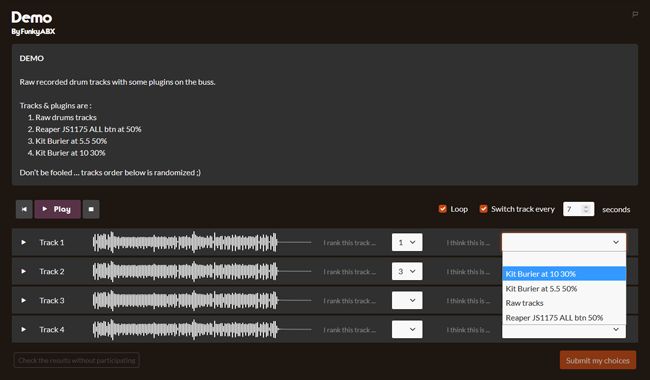 Demo
By FunkyABX
DEMO
Raw recorded drum tracks with some plugins on the buss.
Tracks & plugins are :
1. Raw drums tracks
2. Reaper JS1175 ALL btn at 50%
3. Kit Burier at 5.5 50%
4. Kit Burier at 10 30%
Don't be fooled ... tracks order below is randomized ;)
Play
Loop
Switch track every 7 seconds
Track 1 I rank this track ... 1 I think this is ...
Track 2 I rank this track ... 3 I think this is ...
Kit Burier at 10 30%
Kit Burier at 5.5 50%
Track 3 I rank this track ... I think this is ...
Raw tracks
Reaper JS1175 ALL btn 50%
Track 4 I rank this track ... I think this is ...
Check the results without participating
Submit my choices